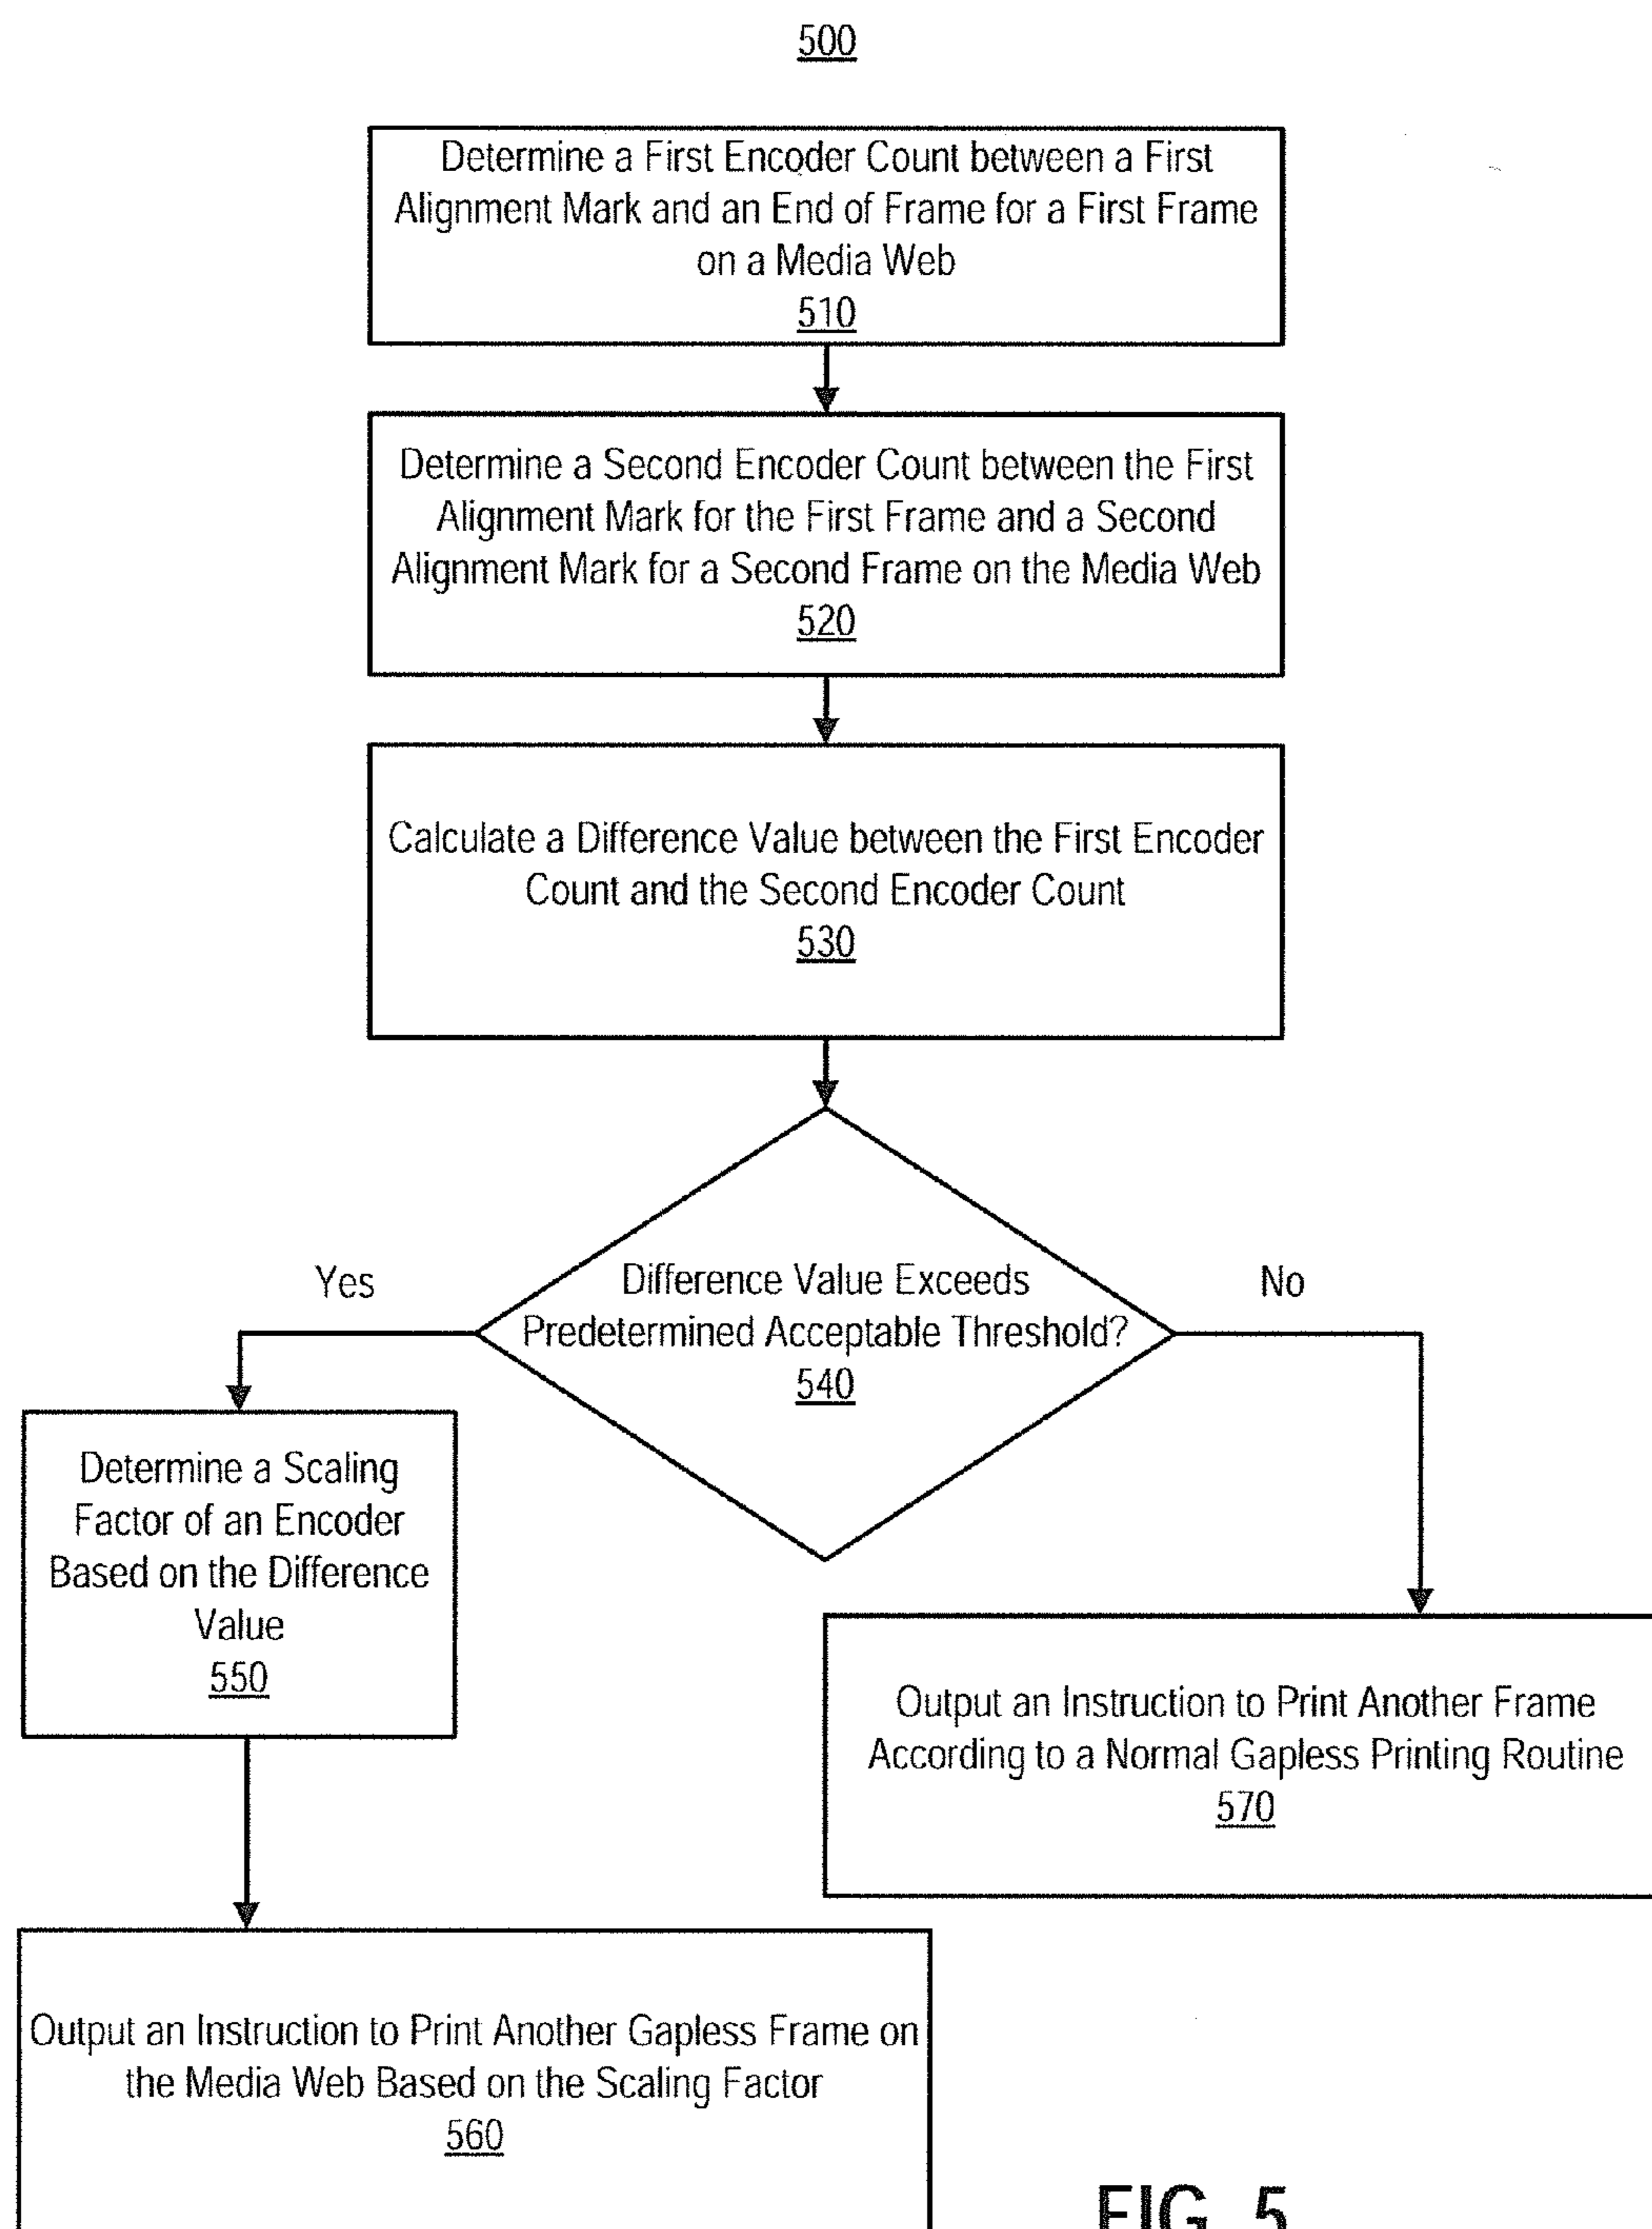 500
Determine a First Encoder Count between a First
Alignment Mark and an End of Frame for a First Frame
on a Media Web
510
Determine a Second Encoder Count between the First
Alignment Mark for the First Frame and a Second
Alignment Mark for a Second Frame on the Media Web
520
Calculate a Difference Value between the First Encoder
Count and the Second Encoder Count
530
Yes
Difference Value Exceeds
Predetermined Acceptable Threshold?
540
No
Determine a Scaling
Factor of an Encoder
Based on the Difference
Value
550
Output an Instruction to Print Another Frame
According to a Normal Gapless Printing Routine
570
Output an Instruction to Print Another Gapless Frame on
the Media Web Based on the Scaling Factor
560
FIG. 5